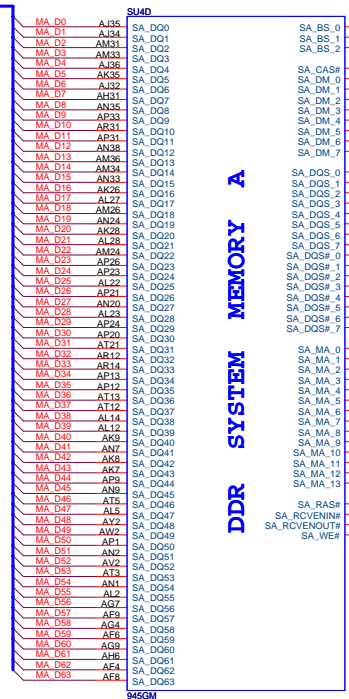 SU4D
MA_D0 AJ35 SA_DQ0
MA_D1 AJ34 SA_DQ1
MA_D2 AM31 SA_DQ2
MA_D3 AM33 SA_DQ3
MA_D4 AJ36 SA_DQ4
MA_D5 AK35 SA_DQ5
MA_D6 AJ32 SA_DQ6
MA_D7 AH31 SA_DQ7
MA_D8 AN35 SA_DQ8
MA_D9 AP33 SA_DQ9
MA_D10 AR31 SA_DQ10
MA_D11 AP31 SA_DQ11
MA_D12 AN38 SA_DQ12
MA_D13 AM36 SA_DQ13
MA_D14 AM34 SA_DQ14
MA_D15 AN33 SA_DQ15
MA_D16 AK26 SA_DQ16
MA_D17 AL27 SA_DQ17
MA_D18 AM26 SA_DQ18
MA_D19 AN24 SA_DQ19
MA_D20 AK28 SA_DQ20
MA_D21 AL28 SA_DQ21
MA_D22 AM24 SA_DQ22
MA_D23 AP26 SA_DQ23
MA_D24 AP23 SA_DQ24
MA_D25 AL22 SA_DQ25
MA_D26 AP21 SA_DQ26
MA_D27 AN20 SA_DQ27
MA_D28 AL23 SA_DQ28
MA_D29 AP24 SA_DQ29
MA_D30 AP20 SA_DQ30
MA_D31 AT21 SA_DQ31
MA_D32 AR12 SA_DQ32
MA_D33 AR14 SA_DQ33
MA_D34 AP13 SA_DQ34
MA_D35 AP12 SA_DQ35
MA_D36 AT13 SA_DQ36
MA_D37 AT12 SA_DQ37
MA_D38 AL14 SA_DQ38
MA_D39 AL12 SA_DQ39
MA_D40 AK9 SA_DQ40
MA_D41 AN7 SA_DQ41
MA_D42 AK8 SA_DQ42
MA_D43 AK7 SA_DQ43
MA_D44 AP9 SA_DQ44
MA_D45 AN9 SA_DQ45
MA_D46 AT5 SA_DQ46
MA_D47 AL5 SA_DQ47
MA_D48 AY2 SA_DQ48
MA_D49 AW2 SA_DQ49
MA_D50 AP1 SA_DQ50
MA_D51 AN2 SA_DQ51
MA_D52 AV2 SA_DQ52
MA_D53 AT3 SA_DQ53
MA_D54 AN1 SA_DQ54
MA_D55 AL2 SA_DQ55
MA_D56 AG7 SA_DQ56
MA_D57 AF9 SA_DQ57
MA_D58 AG4 SA_DQ58
MA_D59 AF6 SA_DQ59
MA_D60 AG9 SA_DQ60
MA_D61 AH6 SA_DQ61
MA_D62 AF4 SA_DQ62
MA_D63 AF8 SA_DQ63
DDR SYSTEM MEMORY A
SA_BS_0
SA_BS_1
SA_BS_2
SA_CAS#
SA_DM_0
SA_DM_1
SA_DM_2
SA_DM_3
SA_DM_4
SA_DM_5
SA_DM_6
SA_DM_7
SA_DQS_0
SA_DQS_1
SA_DQS_2
SA_DQS_3
SA_DQS_4
SA_DQS_5
SA_DQS_6
SA_DQS_7
SA_DQS#_0
SA_DQS#_1
SA_DQS#_2
SA_DQS#_3
SA_DQS#_4
SA_DQS#_5
SA_DQS#_6
SA_DQS#_7
SA_MA_0
SA_MA_1
SA_MA_2
SA_MA_3
SA_MA_4
SA_MA_5
SA_MA_6
SA_MA_7
SA_MA_8
SA_MA_9
SA_MA_10
SA_MA_11
SA_MA_12
SA_MA_13
SA_RAS#
SA_RCVENIN#
SA_RCVENOUT#
SA_WE#
945GM